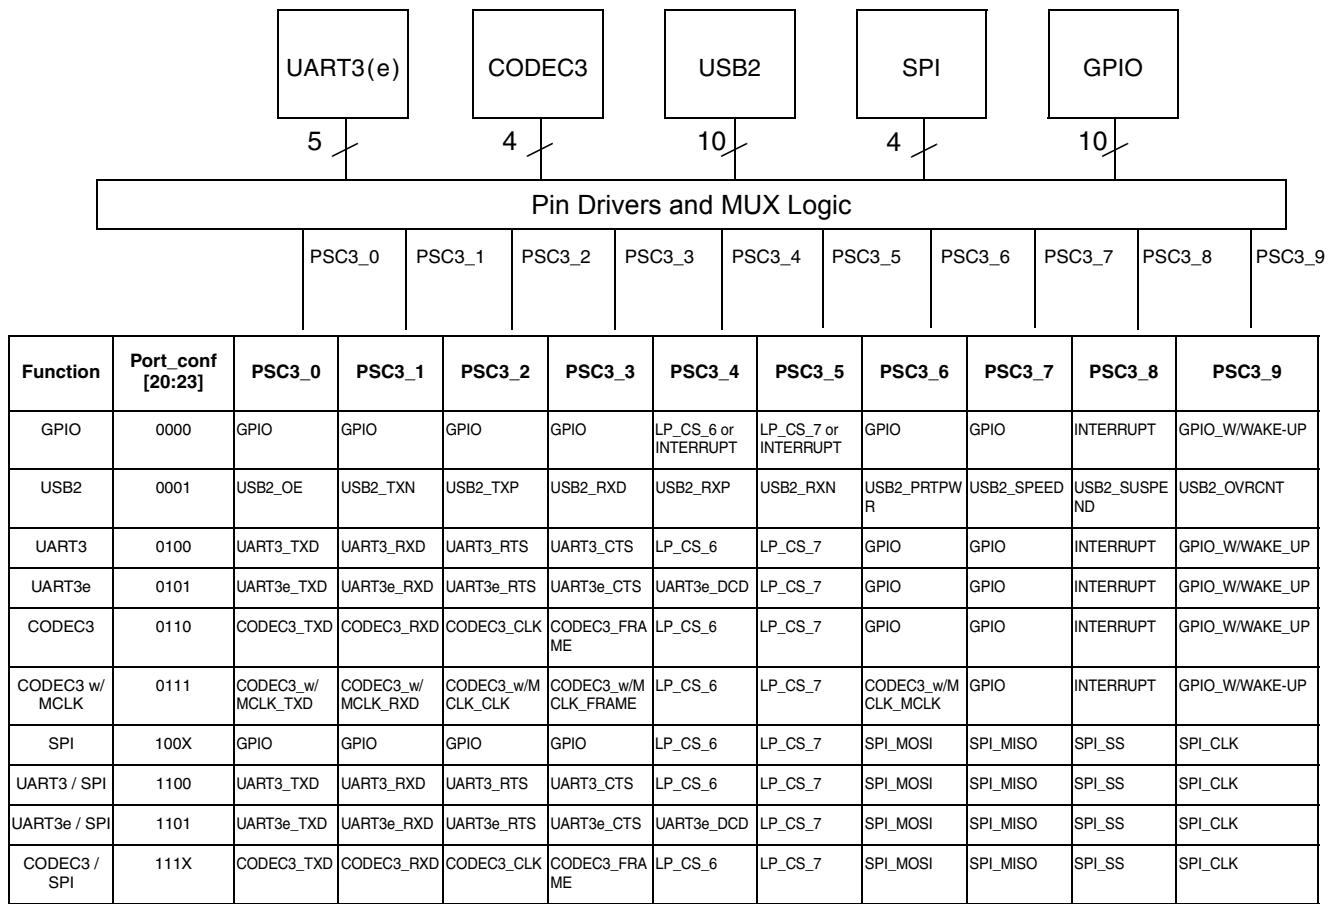 UART3(e) CODEC3 USB2 SPI GPIO
5 4 10 4 10
Pin Drivers and MUX Logic
PSC3_0 PSC3_1 PSC3_2 PSC3_3 PSC3_4 PSC3_5 PSC3_6 PSC3_7 PSC3_8 PSC3_9
Function Port_conf [20:23] PSC3_0 PSC3_1 PSC3_2 PSC3_3 PSC3_4 PSC3_5 PSC3_6 PSC3_7 PSC3_8 PSC3_9
GPIO 0000 GPIO GPIO GPIO GPIO LP_CS_6 or INTERRUPT LP_CS_7 or INTERRUPT GPIO GPIO INTERRUPT GPIO_W/WAKE-UP
USB2 0001 USB2_OE USB2_TXN USB2_TXP USB2_RXD USB2_RXP USB2_RXN USB2_PRTPWR USB2_SPEED USB2_SUSPEND USB2_OVRCNT
UART3 0100 UART3_TXD UART3_RXD UART3_RTS UART3_CTS LP_CS_6 LP_CS_7 GPIO GPIO INTERRUPT GPIO_W/WAKE_UP
UART3e 0101 UART3e_TXD UART3e_RXD UART3e_RTS UART3e_CTS UART3e_DCD LP_CS_7 GPIO GPIO INTERRUPT GPIO_W/WAKE_UP
CODEC3 0110 CODEC3_TXD CODEC3_RXD CODEC3_CLK CODEC3_FRAME LP_CS_6 LP_CS_7 GPIO GPIO INTERRUPT GPIO_W/WAKE_UP
CODEC3 w/ MCLK 0111 CODEC3_w/MCLK_TXD CODEC3_w/MCLK_RXD CODEC3_w/MCLK_CLK CODEC3_w/MCLK_FRAME LP_CS_6 LP_CS_7 CODEC3_w/MCLK_MCLK GPIO INTERRUPT GPIO_W/WAKE-UP
SPI 100X GPIO GPIO GPIO GPIO LP_CS_6 LP_CS_7 SPI_MOSI SPI_MISO SPI_SS SPI_CLK
UART3 / SPI 1100 UART3_TXD UART3_RXD UART3_RTS UART3_CTS LP_CS_6 LP_CS_7 SPI_MOSI SPI_MISO SPI_SS SPI_CLK
UART3e / SPI 1101 UART3e_TXD UART3e_RXD UART3e_RTS UART3e_CTS UART3e_DCD LP_CS_7 SPI_MOSI SPI_MISO SPI_SS SPI_CLK
CODEC3 / SPI 111X CODEC3_TXD CODEC3_RXD CODEC3_CLK CODEC3_FRAME LP_CS_6 LP_CS_7 SPI_MOSI SPI_MISO SPI_SS SPI_CLK